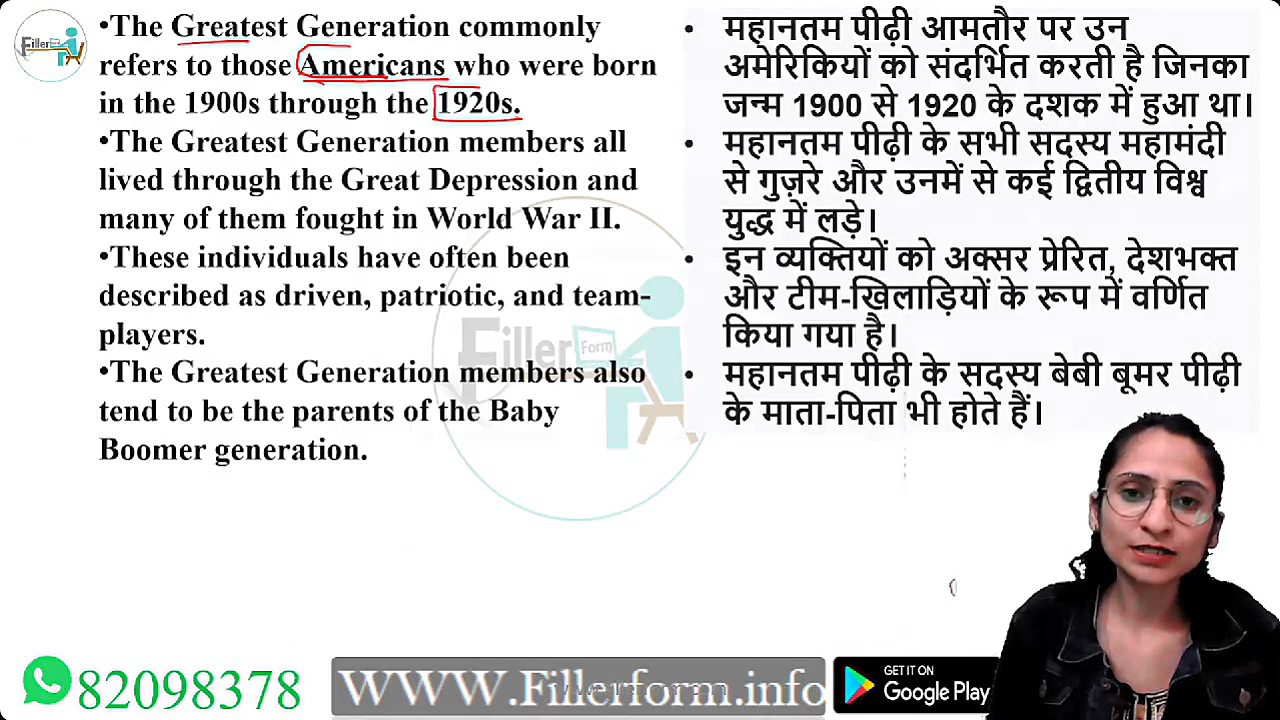 •The Greatest Generation commonly
refers to those Americans who were born
in the 1900s through the 1920s.
•The Greatest Generation members all
lived through the Great Depression and
many of them fought in World War II.
•These individuals have often been
described as driven, patriotic, and team-
players.
•The Greatest Generation members also
tend to be the parents of the Baby
Boomer generation.
• महानतम पीढ़ी आमतौर पर उन
अमेरिकियों को संदर्भित करती है जिनका
जन्म 1900 से 1920 के दशक में हुआ था।
• महानतम पीढ़ी के सभी सदस्य महामंदी
से गुज़रे और उनमें से कई द्वितीय विश्व
युद्ध में लड़े।
• इन व्यक्तियों को अक्सर प्रेरित, देशभक्त
और टीम-खिलाड़ियों के रूप में वर्णित
किया गया है।
• महानतम पीढ़ी के सदस्य बेबी बूमर पीढ़ी
के माता-पिता भी होते हैं।
Filler Form
82098378
WWW.Fillerform.info
GET IT ON
Google Play